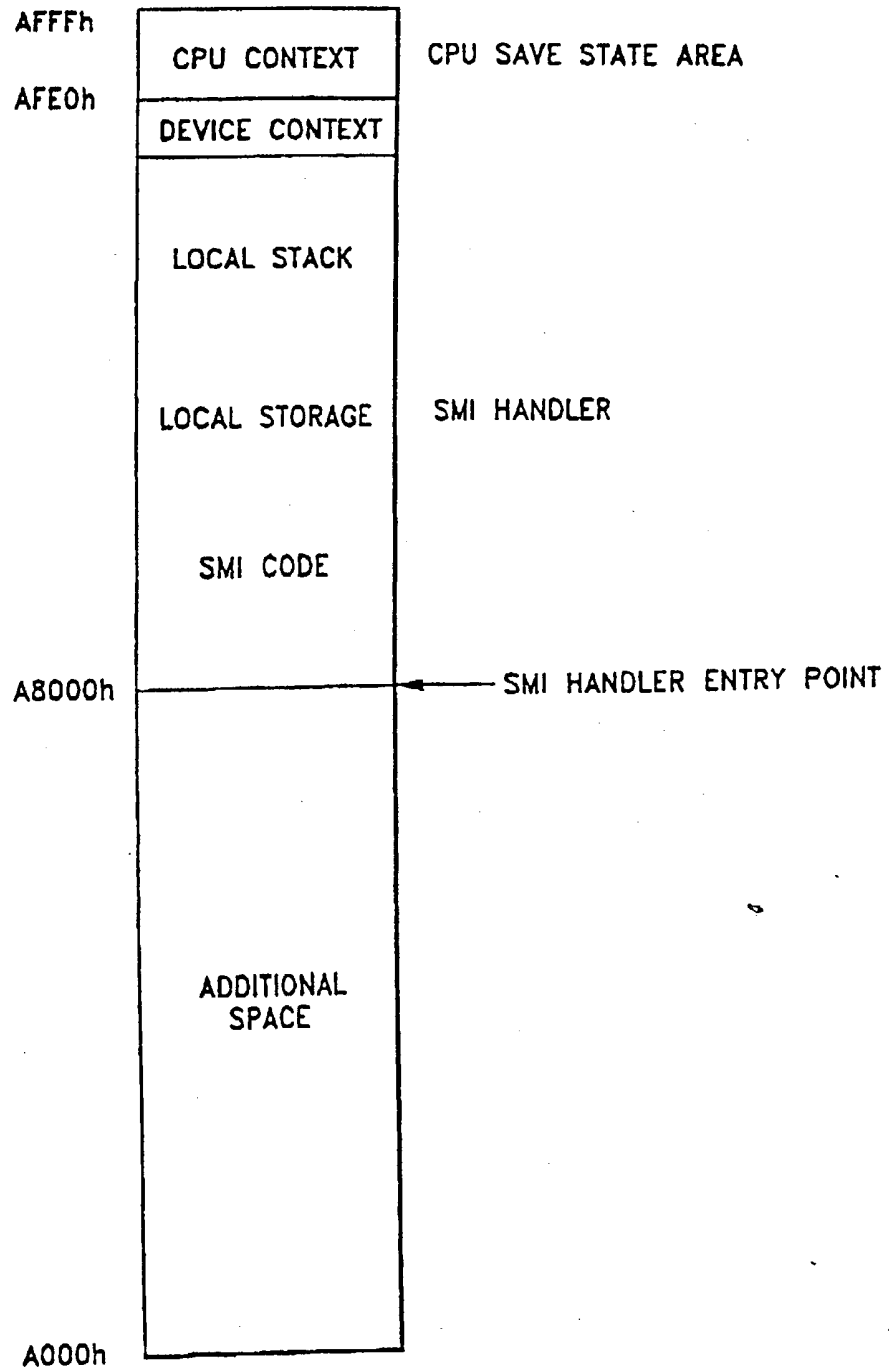 AFFFh
CPU CONTEXT
CPU SAVE STATE AREA
AFE0h
DEVICE CONTEXT
LOCAL STACK
LOCAL STORAGE
SMI HANDLER
SMI CODE
A8000h
SMI HANDLER ENTRY POINT
ADDITIONAL
SPACE
A000h